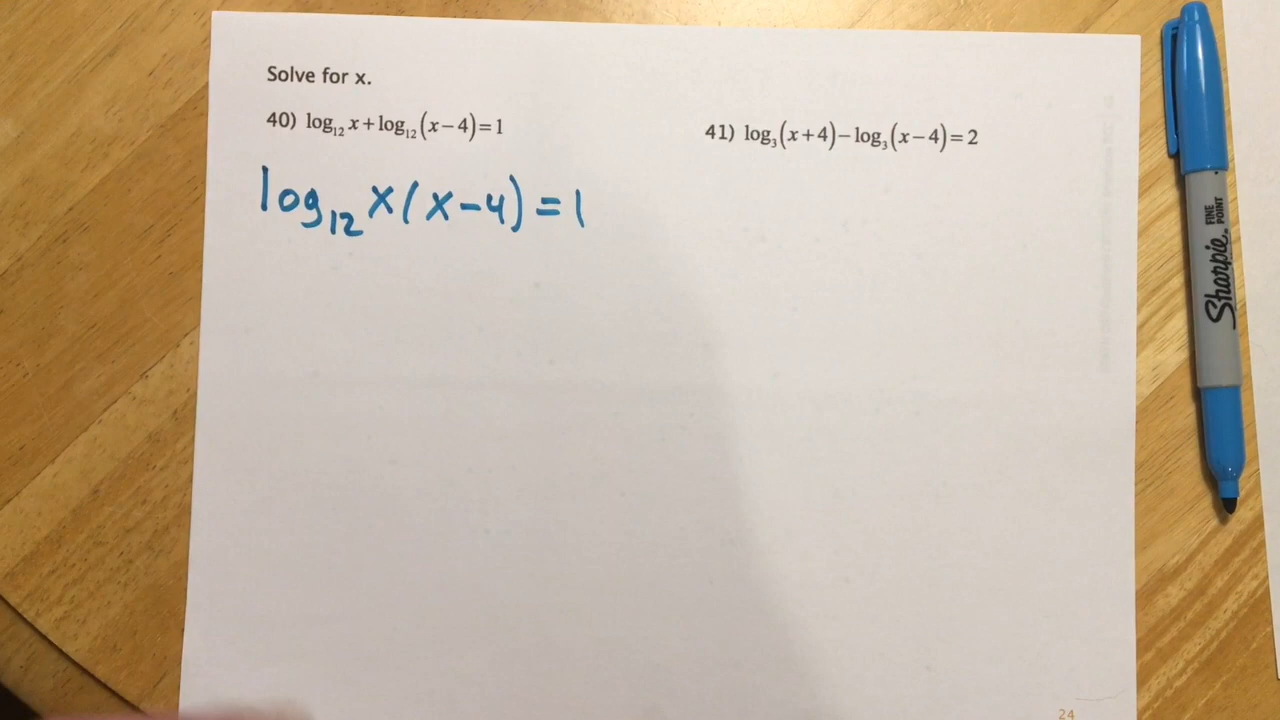 Solve for x.
40) log₁₂ x + log₁₂ (x − 4) = 1
41) log₃ (x + 4) − log₃ (x − 4) = 2
log₁₂ x(x − 4) = 1
Sharpie
FINE POINT
24